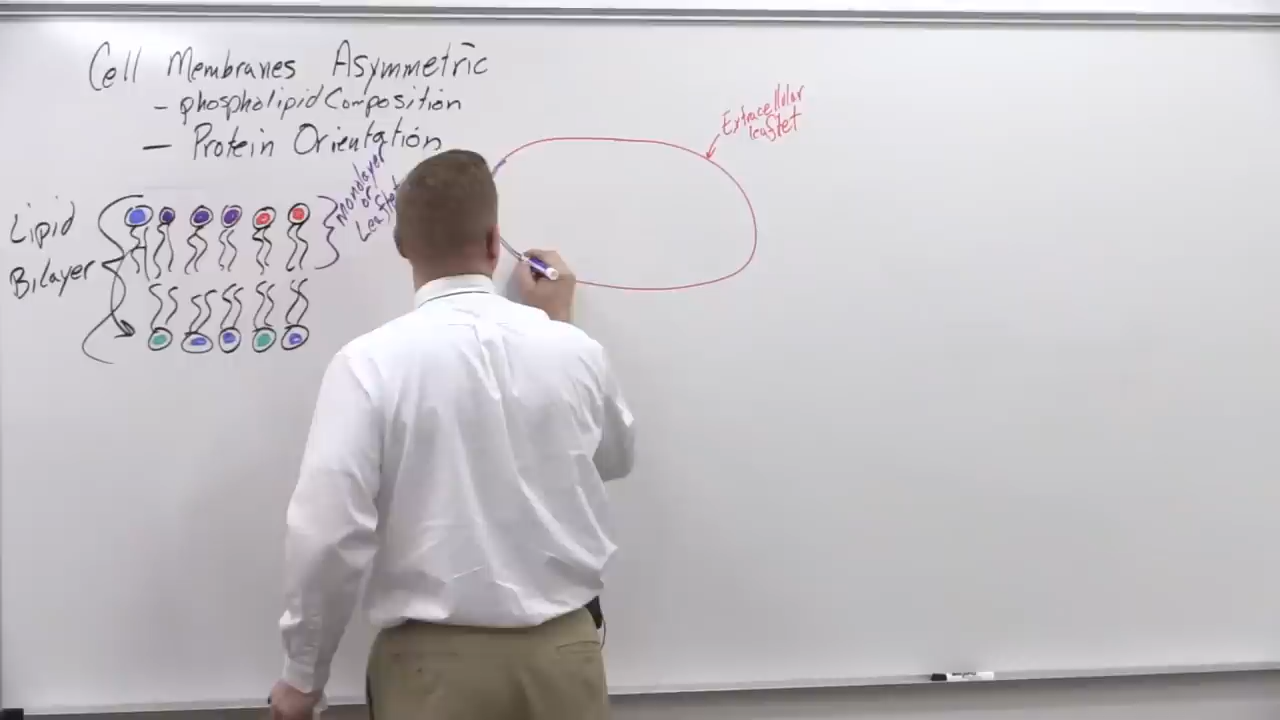 Cell Membranes Asymmetric
- phospholipid Composition
- Protein Orientation
Lipid
Bilayer
Monolayer
or
Leaflet
Extracellular
leaflet